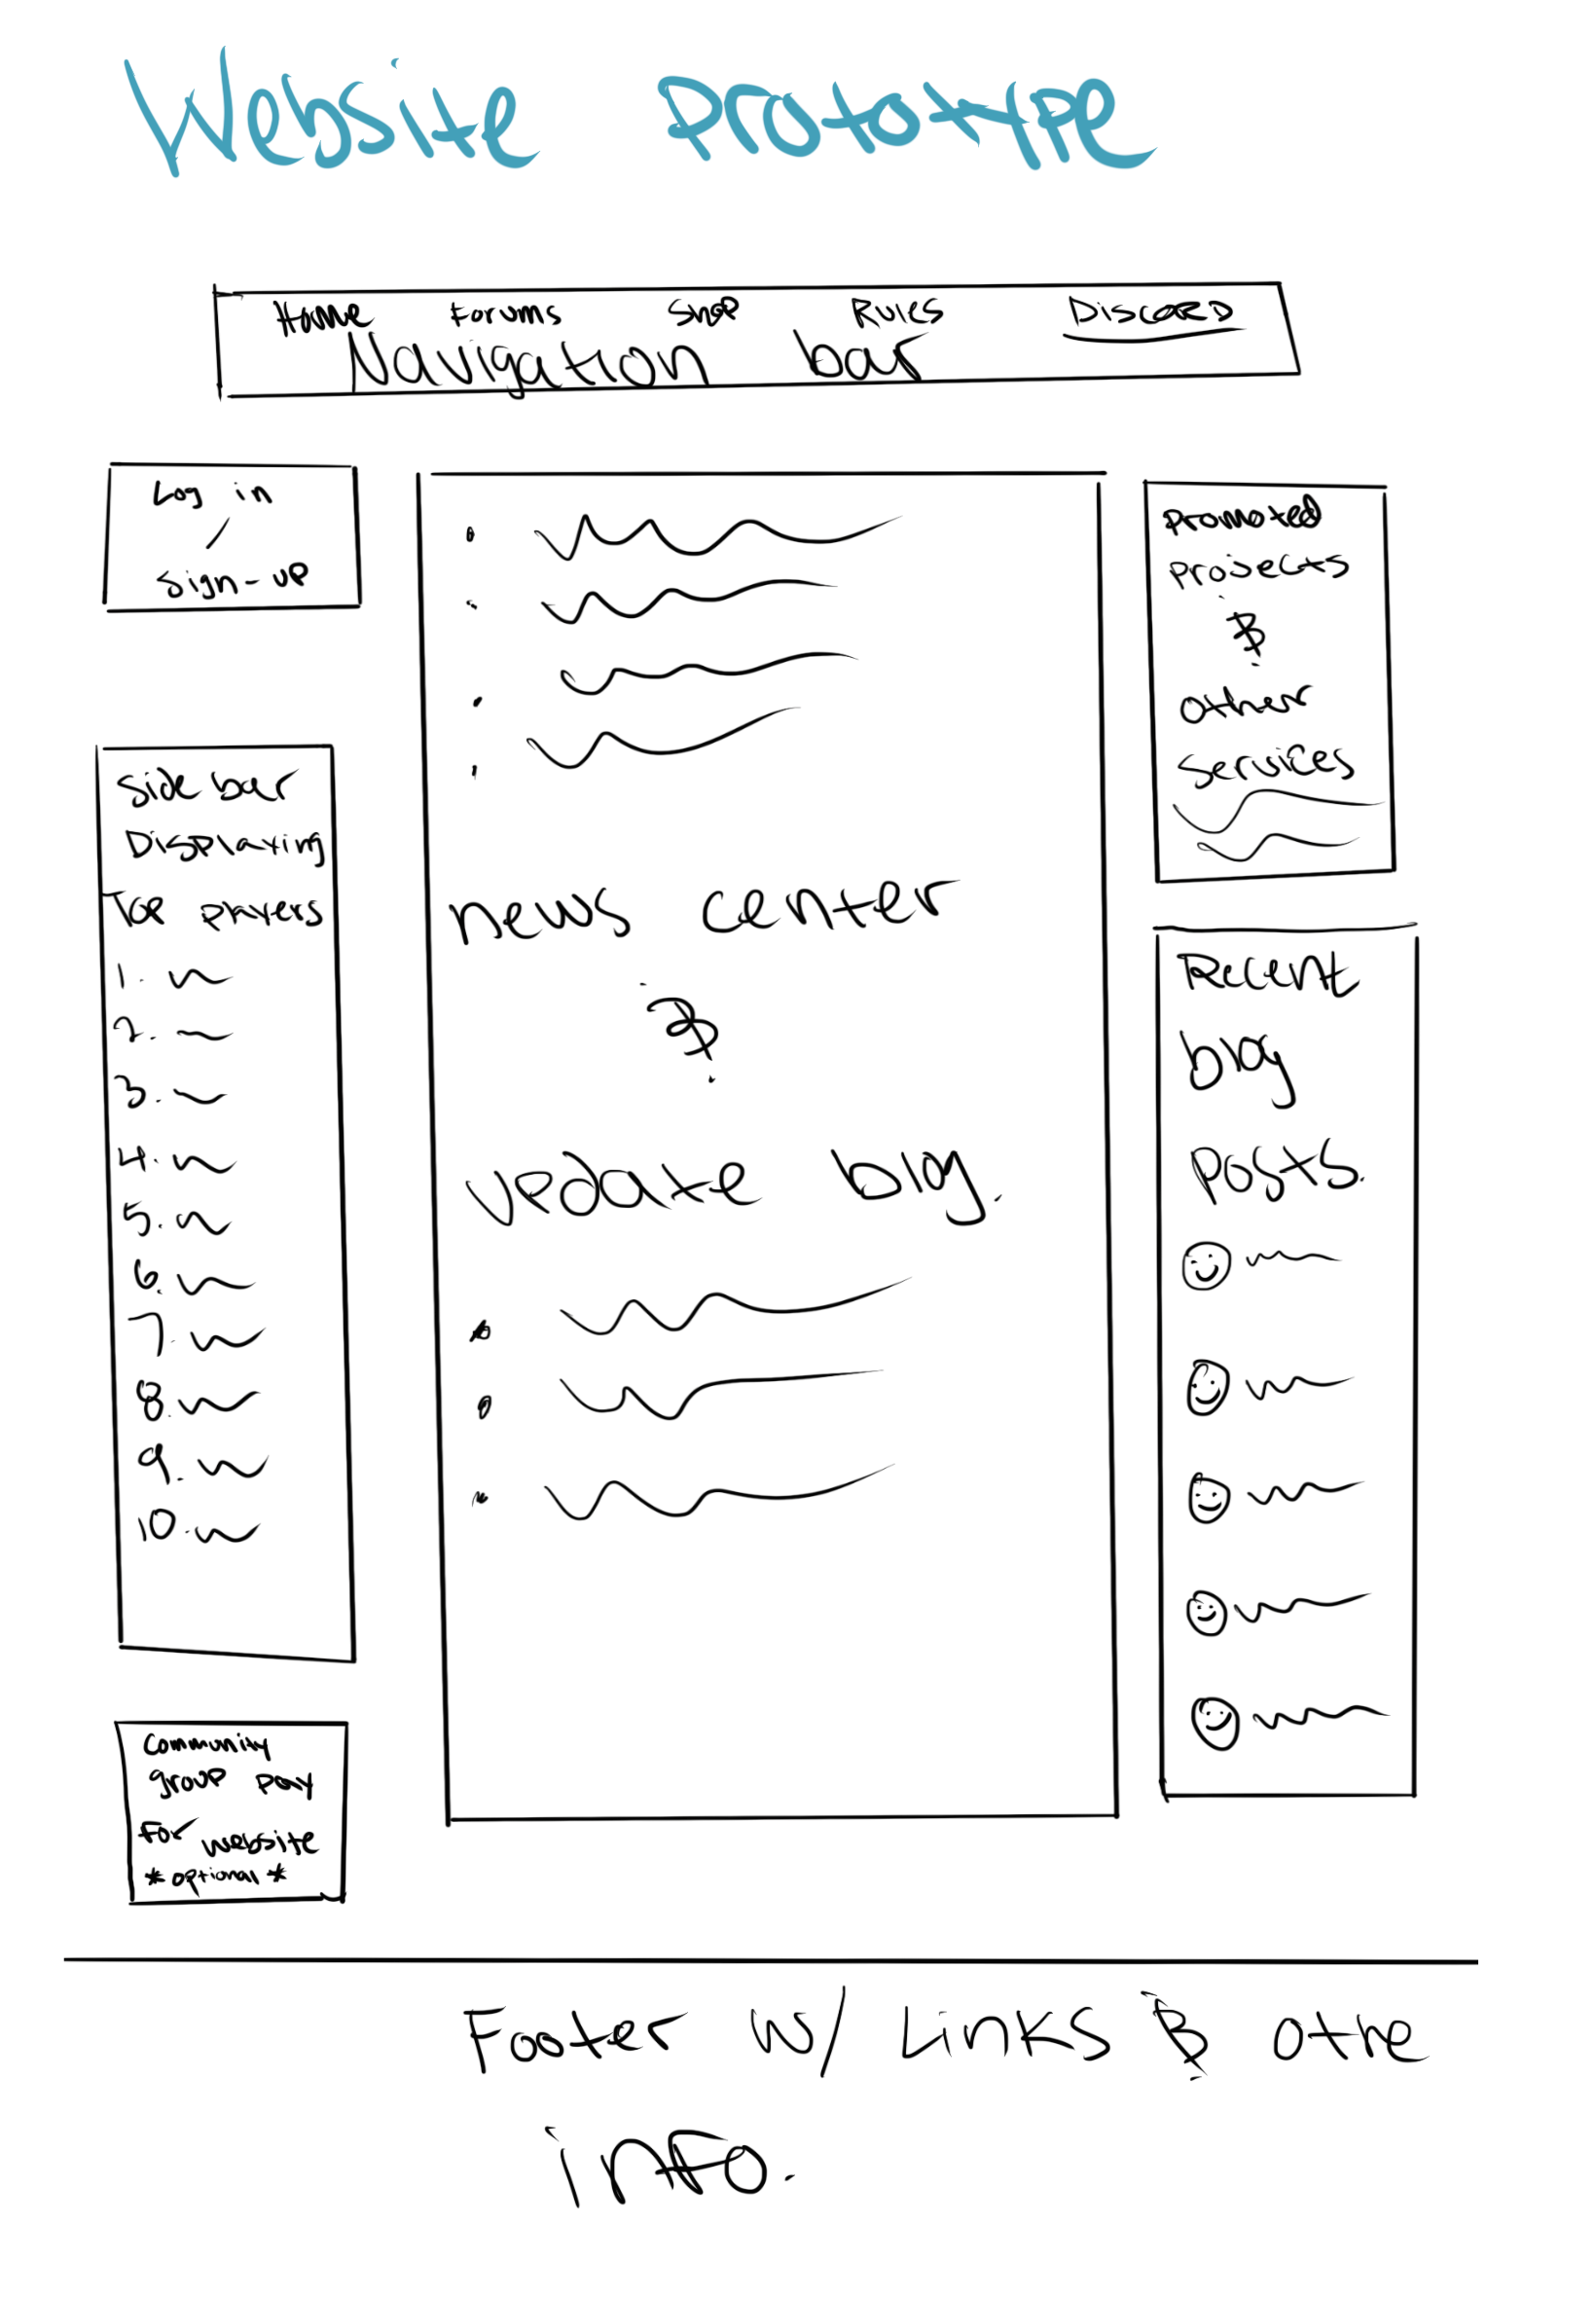 Website Prototype
Home Forums Shop Rules Discord
Navigation bar
Log in
/
Sign-up
Side bar
Displaying
Top players
1.
2.
3.
4.
5.
6.
7.
8.
9.
10.
Community
group pay
For website
*optional*
news center
&
update blog.
Promoted
Projects
&
other
services
Recent
blog
posts.
Footer w/ Links & othe
info.